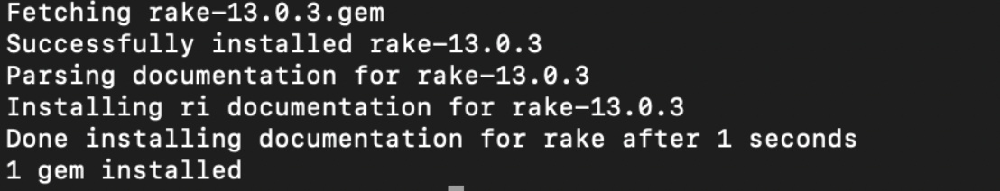 Fetching rake-13.0.3.gem
Successfully installed rake-13.0.3
Parsing documentation for rake-13.0.3
Installing ri documentation for rake-13.0.3
Done installing documentation for rake after 1 seconds
1 gem installed